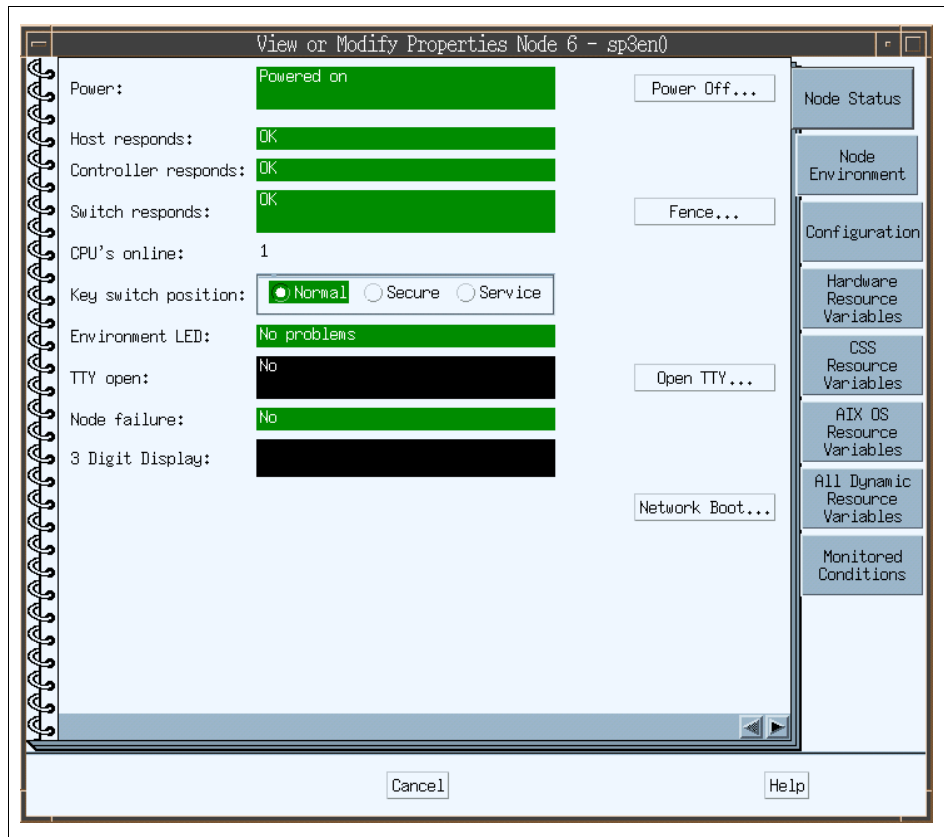 View or Modify Properties Node 6 - sp3en0
Power:
Powered on
Power Off...
Host responds:
OK
Controller responds:
OK
Switch responds:
OK
Fence...
CPU's online:
1
Key switch position:
Normal
Secure
Service
Environment LED:
No problems
TTY open:
No
Open TTY...
Node failure:
No
3 Digit Display:
Network Boot...
Node Status
Node
Environment
Configuration
Hardware
Resource
Variables
CSS
Resource
Variables
AIX OS
Resource
Variables
All Dynamic
Resource
Variables
Monitored
Conditions
Cancel
Help